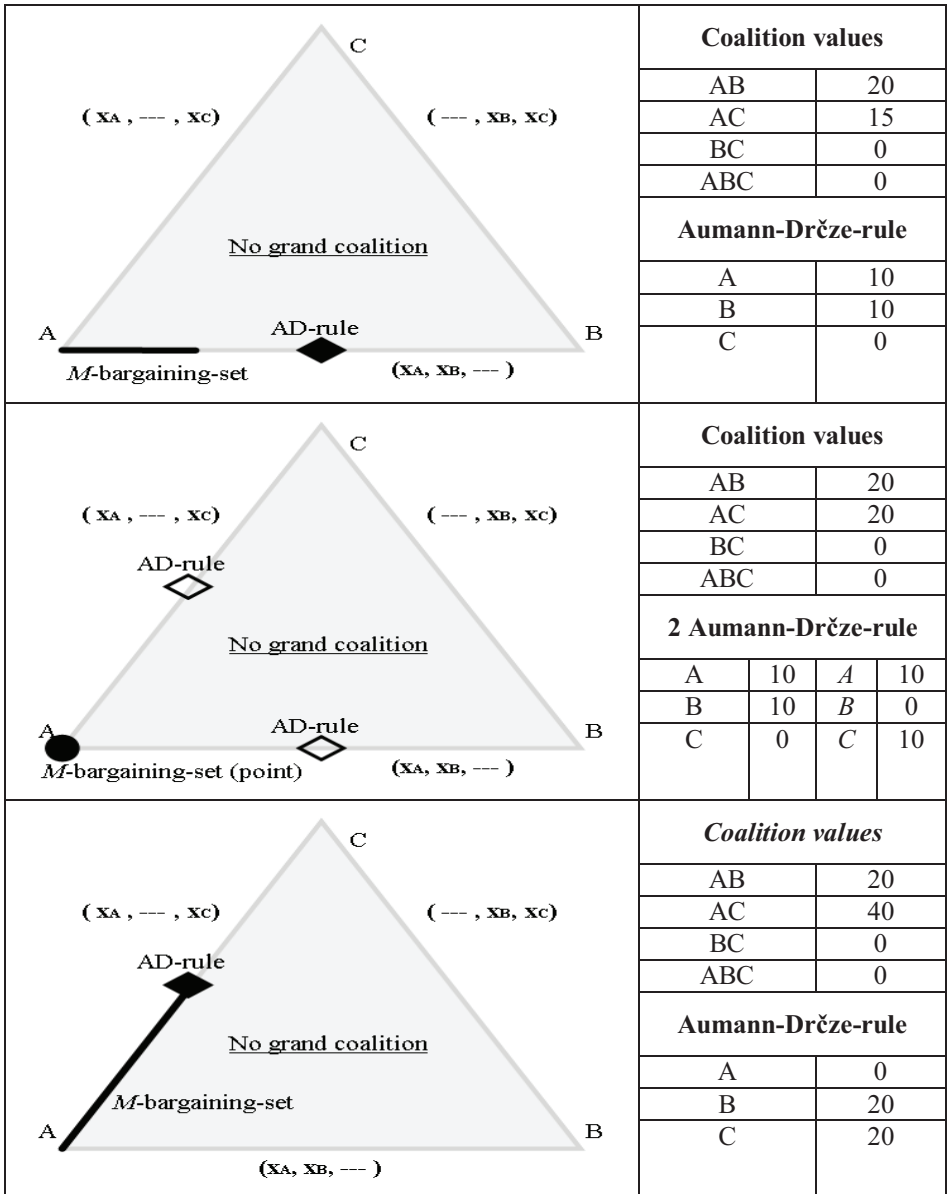 C
( xA , --- , xC)
( --- , xB, xC)
No grand coalition
A
AD-rule
B
M-bargaining-set
(xA, xB, --- )
Coalition values
AB 20
AC 15
BC 0
ABC 0
Aumann-Drčze-rule
A 10
B 10
C 0
C
( xA , --- , xC)
( --- , xB, xC)
AD-rule
No grand coalition
A
AD-rule
B
M-bargaining-set (point)
(xA, xB, --- )
Coalition values
AB 20
AC 20
BC 0
ABC 0
2 Aumann-Drčze-rule
A 10 A 10
B 10 B 0
C 0 C 10
C
( xA , --- , xC)
( --- , xB, xC)
AD-rule
No grand coalition
M-bargaining-set
A
B
(xA, xB, --- )
Coalition values
AB 20
AC 40
BC 0
ABC 0
Aumann-Drčze-rule
A 0
B 20
C 20